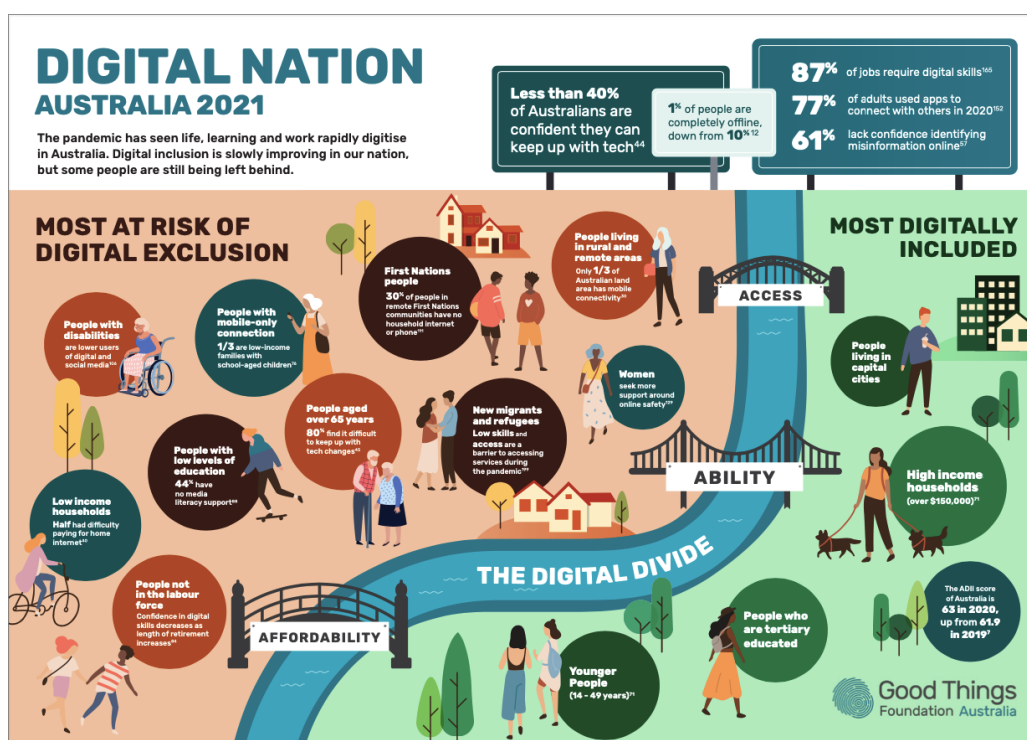 DIGITAL NATION
AUSTRALIA 2021
The pandemic has seen life, learning and work rapidly digitise
in Australia. Digital inclusion is slowly improving in our nation,
but some people are still being left behind.
Less than 40%
of Australians are
confident they can
keep up with tech44
1% of people are
completely offline,
down from 10%12
87% of jobs require digital skills165
77% of adults used apps to
connect with others in 2020152
61% lack confidence identifying
misinformation online57
MOST AT RISK OF
DIGITAL EXCLUSION
People with
disabilities
are lower users
of digital and
social media
People with
mobile-only
connection
1/3 are low-income
families with
school-aged children
First Nations
people
30% of people in
remote First Nations
communities have no
household internet
or phone
People living
in rural and
remote areas
Only 1/3 of
Australian land
area has mobile
connectivity
People with
low levels of
education
44% have
no media
literacy support
People aged
over 65 years
80% find it difficult
to keep up with
tech changes
New migrants
and refugees
Low skills and
access are a
barrier to accessing
services during
the pandemic
Women
seek more
support around
online safety
Low income
households
Half had difficulty
paying for home
internet
People not
in the labour
force
Confidence in digital
skills decreases as
length of retirement
increases
ACCESS
ABILITY
AFFORDABILITY
THE DIGITAL DIVIDE
MOST DIGITALLY
INCLUDED
People
living in
capital
cities
High income
households
(over $150,000)71
People who
are tertiary
educated
Younger
People
(14 - 49 years)71
The ADII score
of Australia is
63 in 2020,
up from 61.9
in 20197
Good Things
Foundation Australia